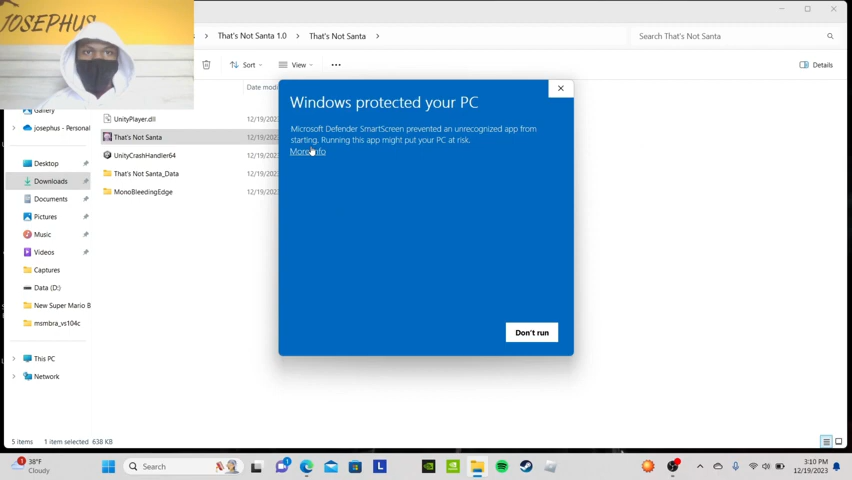 JOSEPHUS
That's Not Santa 1.0
That's Not Santa
Search That's Not Santa
Sort
View
Details
Date modi
Gallery
josephus - Personal
Desktop
Downloads
Documents
Pictures
Music
Videos
Captures
Data (D:)
New Super Mario B
msmbra_vs104c
This PC
Network
UnityPlayer.dll
12/19/202
That's Not Santa
12/19/202
UnityCrashHandler64
12/19/202
That's Not Santa_Data
12/19/202
MonoBleedingEdge
12/19/202
Windows protected your PC
Microsoft Defender SmartScreen prevented an unrecognized app from
starting. Running this app might put your PC at risk.
More info
Don't run
5 items
1 item selected 638 KB
1
38°F
Cloudy
Search
1
L
3:10 PM
12/19/2023